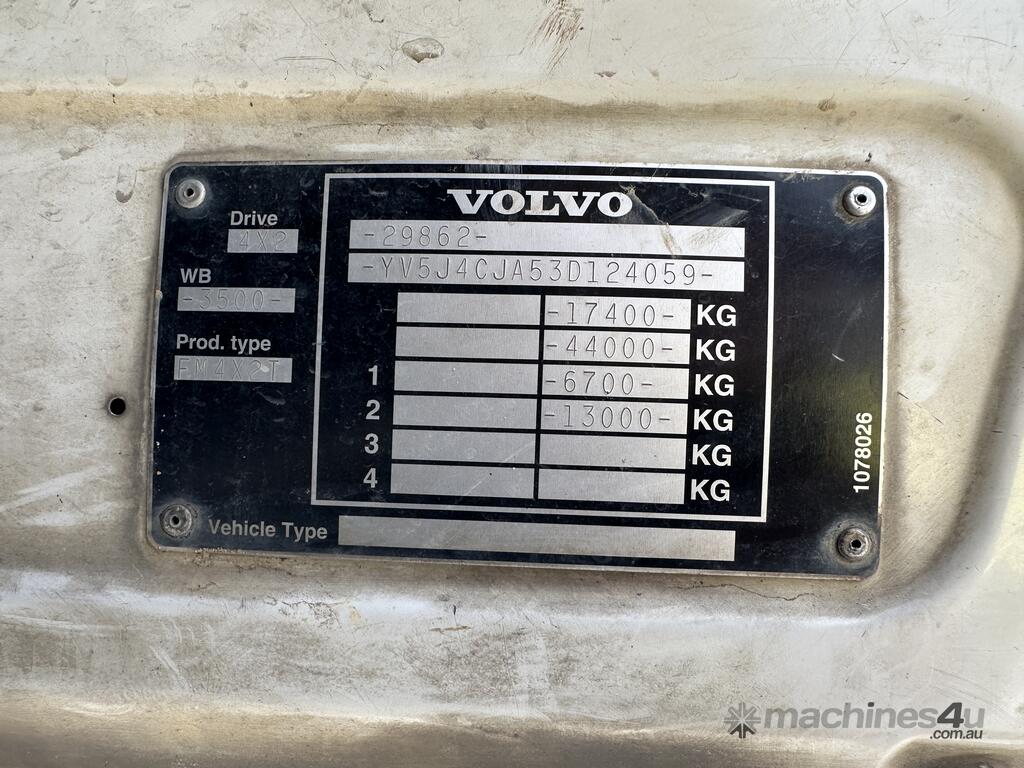 VOLVO
Drive
4X2
-29862-
WB
-3500-
-YV5J4CJA53D124059-
Prod. type
FM4X2T
-17400- KG
-44000- KG
1 -6700- KG
2 -13000- KG
3 KG
4 KG
Vehicle Type
1078026
machines4u
.com.au